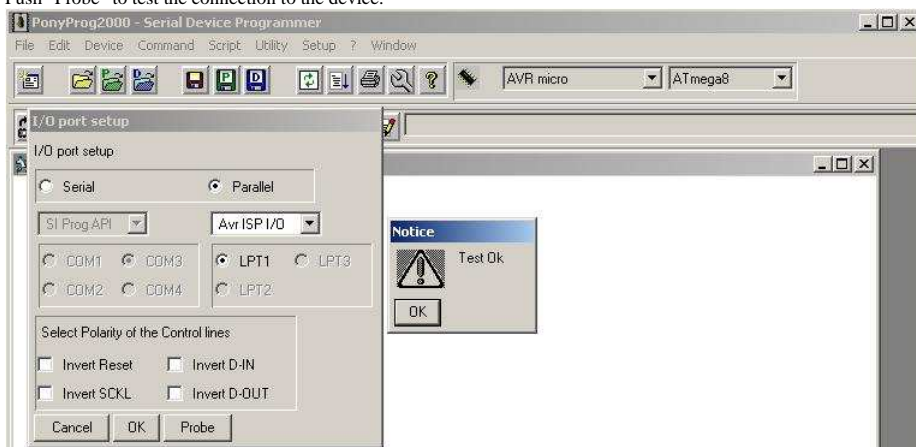 Push "Probe" to test the connection to the device.
PonyProg2000 - Serial Device Programmer
File Edit Device Command Script Utility Setup ? Window
AVR micro ATmega8
I/O port setup
I/O port setup
Serial Parallel
SI Prog API Avr ISP I/O
COM1 COM3 LPT1 LPT3
COM2 COM4 LPT2
Select Polarity of the Control lines
Invert Reset Invert D-IN
Invert SCKL Invert D-OUT
Cancel OK Probe
Notice
Test Ok
OK